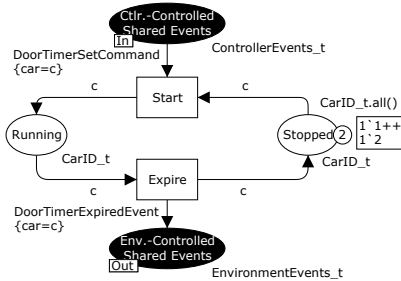 Ctlr.-Controlled
Shared Events
In
ControllerEvents_t
DoorTimerSetCommand
{car=c}
c
Start
c
CarID_t.all()
Running
Stopped
2
1`1++
1`2
CarID_t
CarID_t
c
Expire
c
DoorTimerExpiredEvent
{car=c}
Env.-Controlled
Shared Events
Out
EnvironmentEvents_t